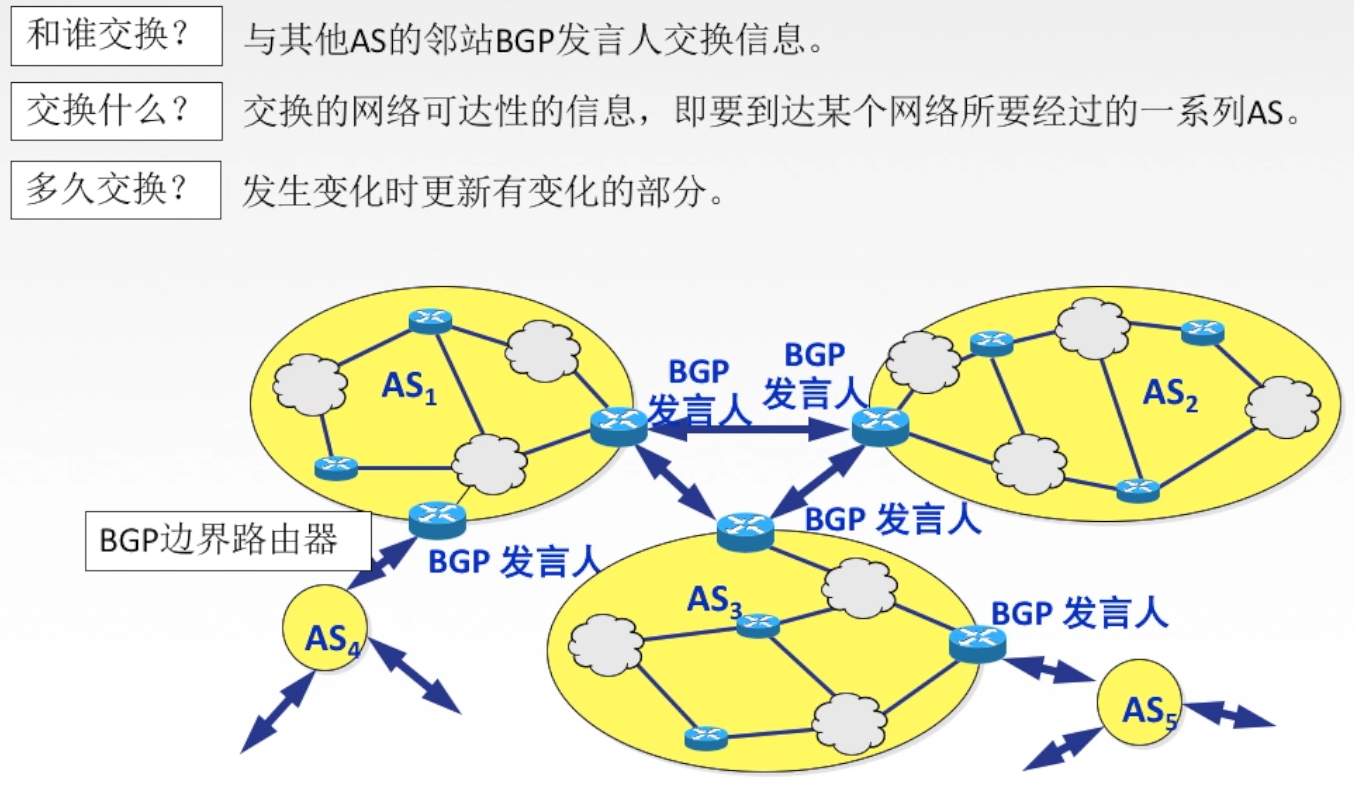 和谁交换?
与其他AS的邻站BGP发言人交换信息。
交换什么?
交换的网络可达性的信息，即要到达某个网络所要经过的一系列AS。
多久交换?
发生变化时更新有变化的部分。
BGP
发言人
BGP
发言人
AS1
AS2
BGP 发言人
BGP边界路由器
BGP 发言人
AS3
BGP 发言人
AS4
AS5